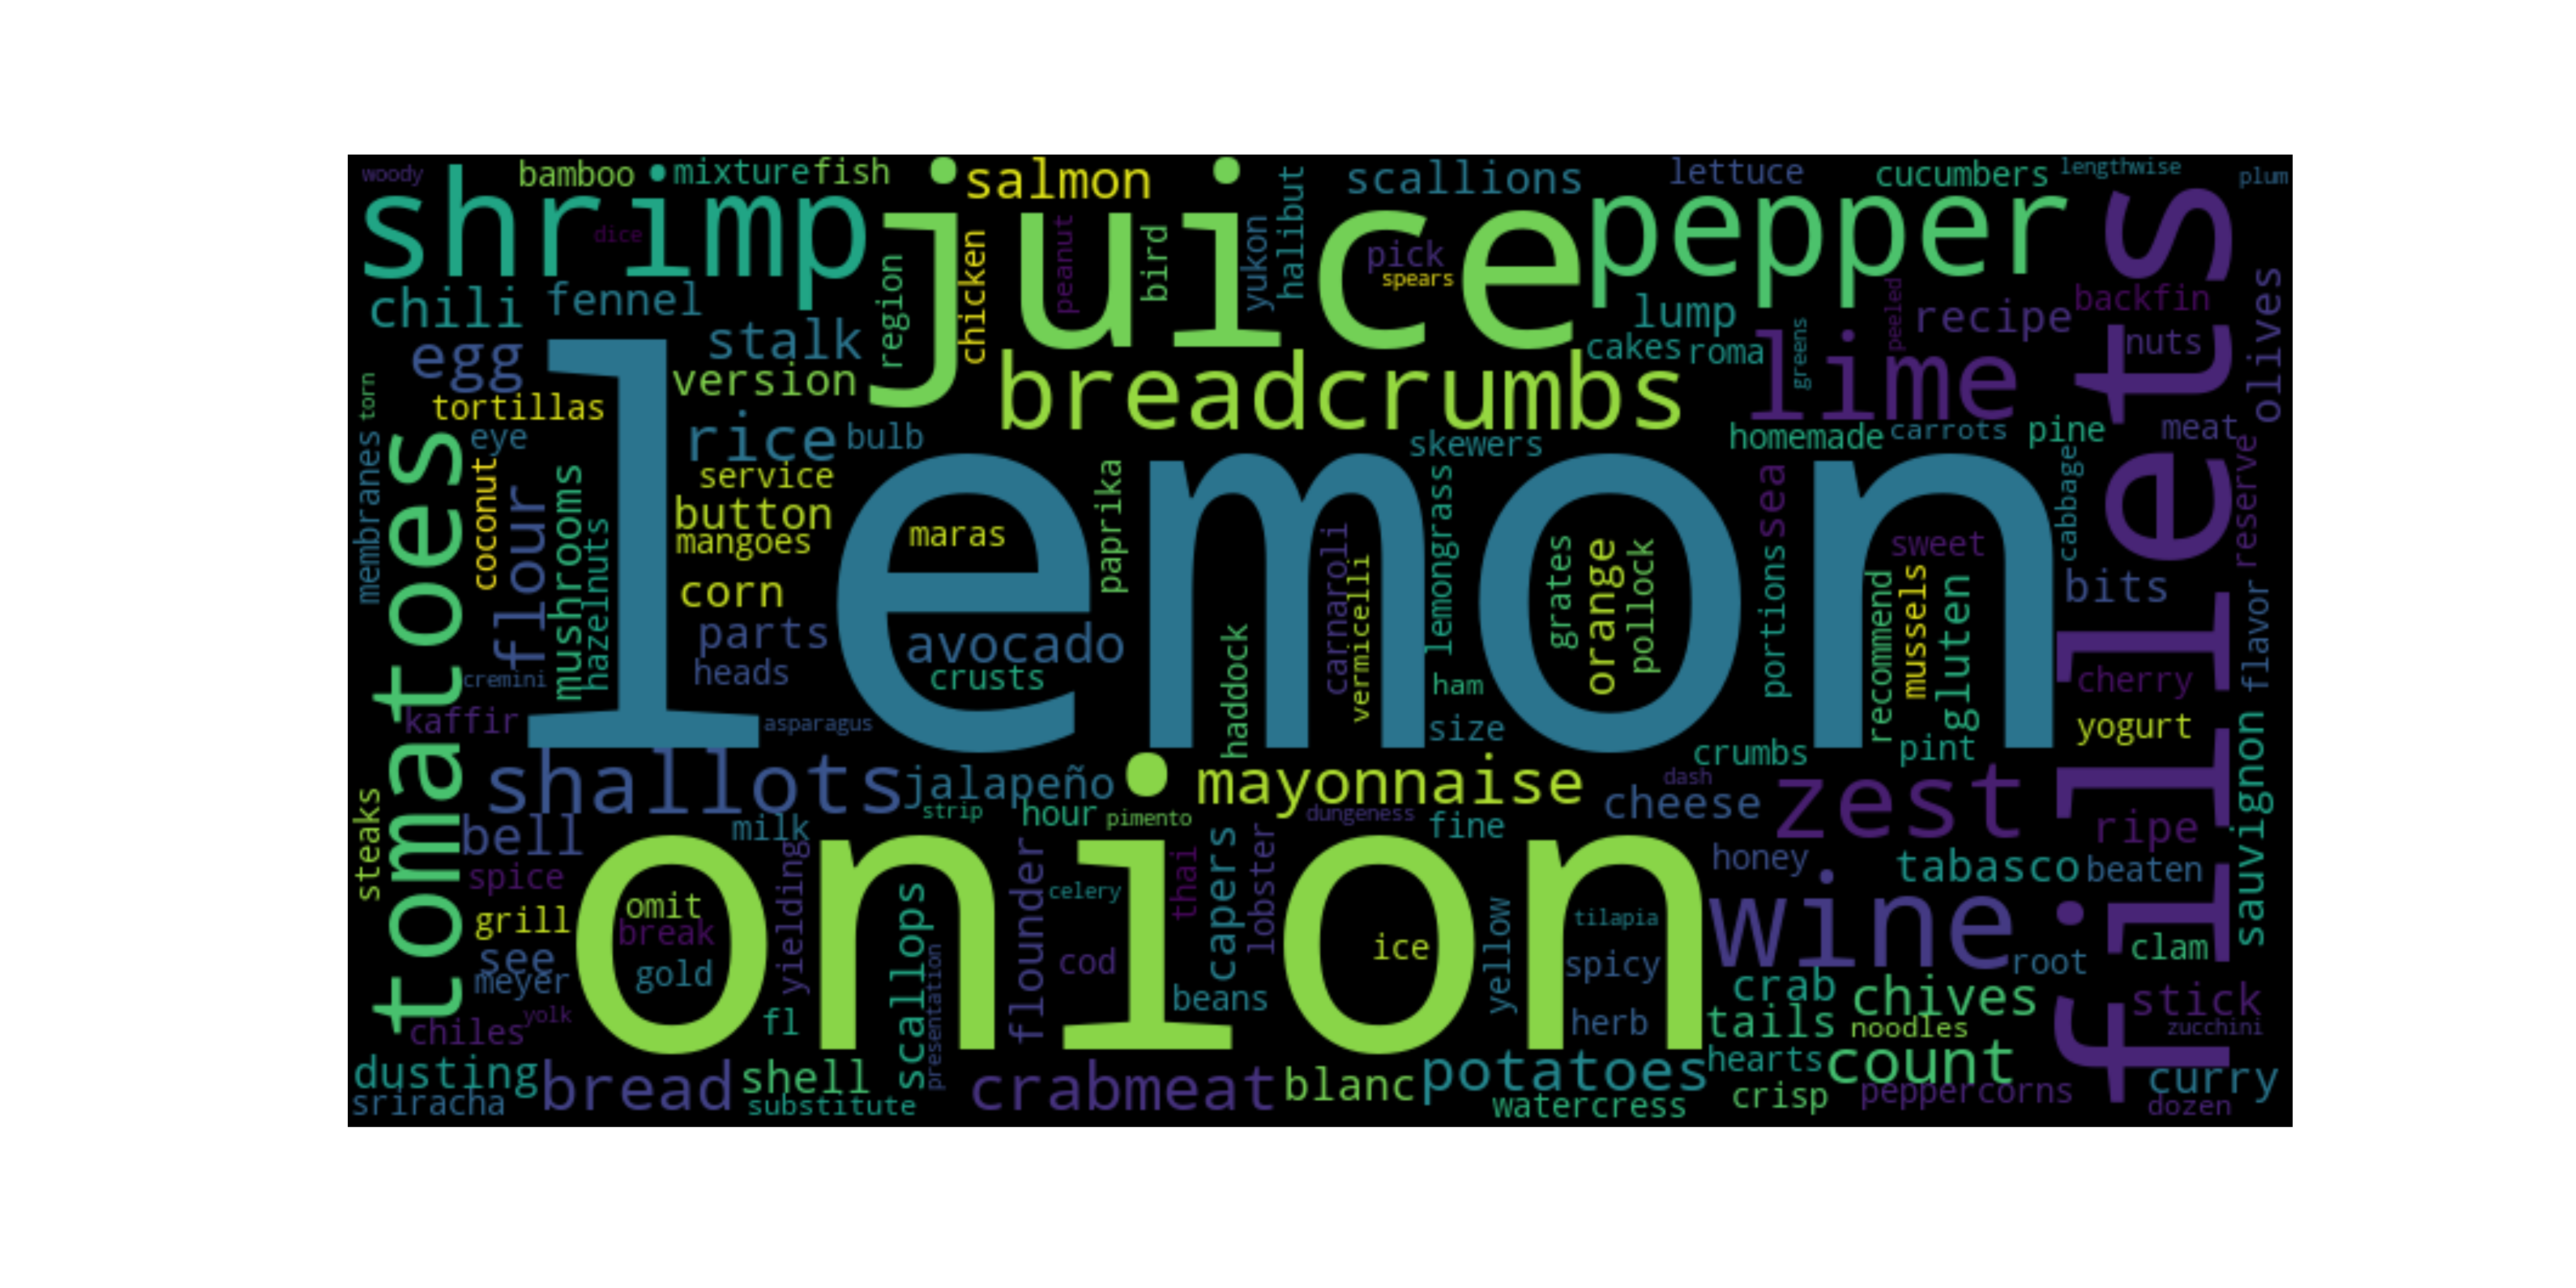 woody
bamboo
mixture
fish
salmon
scallions
lettuce
cucumbers
lengthwise
plum
shrimp
juice
pepper
fillets
dice
region
chicken
peanut
bird
yukon
halibut
pick
spears
chili
fennel
lump
peeled
recipe
backfin
olives
egg
stalk
cakes
roma
greens
lime
nuts
torn
tortillas
version
breadcrumbs
eye
rice
bulb
skewers
homemade
carrots
pine
meat
membranes
tomatoes
coconut
flour
mushrooms
hazelnuts
service
button
mangoes
maras
paprika
lemon
lemongrass
carnaroli
vermicelli
grates
orange
pollock
sea
portions
sweet
cabbage
reserve
corn
parts
heads
avocado
crusts
haddock
ham
size
recommend
mussels
gluten
bits
flavor
cremini
kaffir
asparagus
cherry
yogurt
crumbs
pint
shallots
jalapeño
mayonnaise
dash
cheese
zest
sauvignon
steaks
bell
milk
strip
hour
pimento
dungeness
fine
ripe
spice
yielding
onion
flounder
celery
thai
capers
lobster
honey
tabasco
beaten
grill
omit
break
scallops
cod
ice
yellow
tilapia
wine
clam
see
meyer
gold
presentation
beans
spicy
root
chiles
yolk
fl
herb
crab
chives
stick
tails
noodles
zucchini
dusting
bread
shell
crabmeat
blanc
potatoes
hearts
count
curry
sriracha
substitute
watercress
crisp
peppercorns
dozen